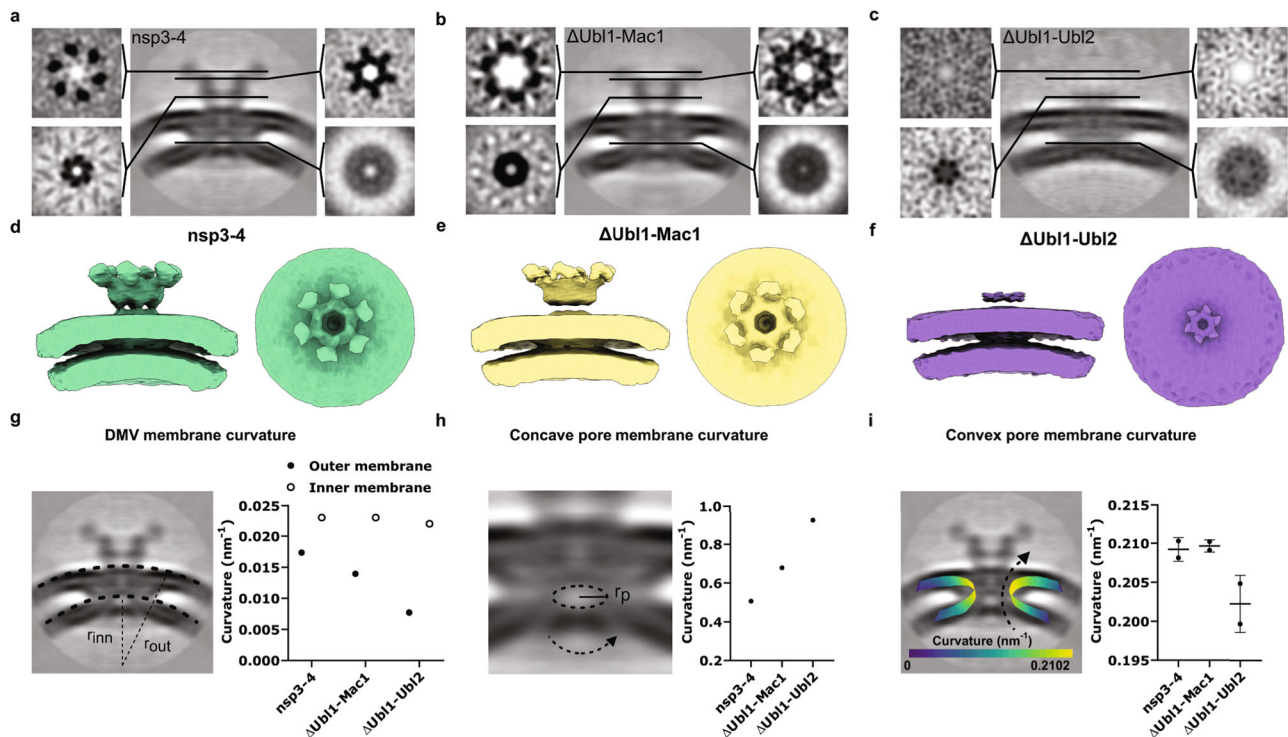 a
nsp3-4
b
ΔUbl1-Mac1
c
ΔUbl1-Ubl2
d
nsp3-4
e
ΔUbl1-Mac1
f
ΔUbl1-Ubl2
g
DMV membrane curvature
Outer membrane
Inner membrane
Curvature (nm⁻¹)
0.025
0.020
0.015
0.010
0.005
0.000
nsp3-4
ΔUbl1-Mac1
ΔUbl1-Ubl2
rinn
rout
h
Concave pore membrane curvature
rp
Curvature (nm⁻¹)
1.0
0.8
0.6
0.4
0.2
nsp3-4
ΔUbl1-Mac1
ΔUbl1-Ubl2
i
Convex pore membrane curvature
Curvature (nm⁻¹)
0
0.2102
Curvature (nm⁻¹)
0.215
0.210
0.205
0.200
0.195
nsp3-4
ΔUbl1-Mac1
ΔUbl1-Ubl2